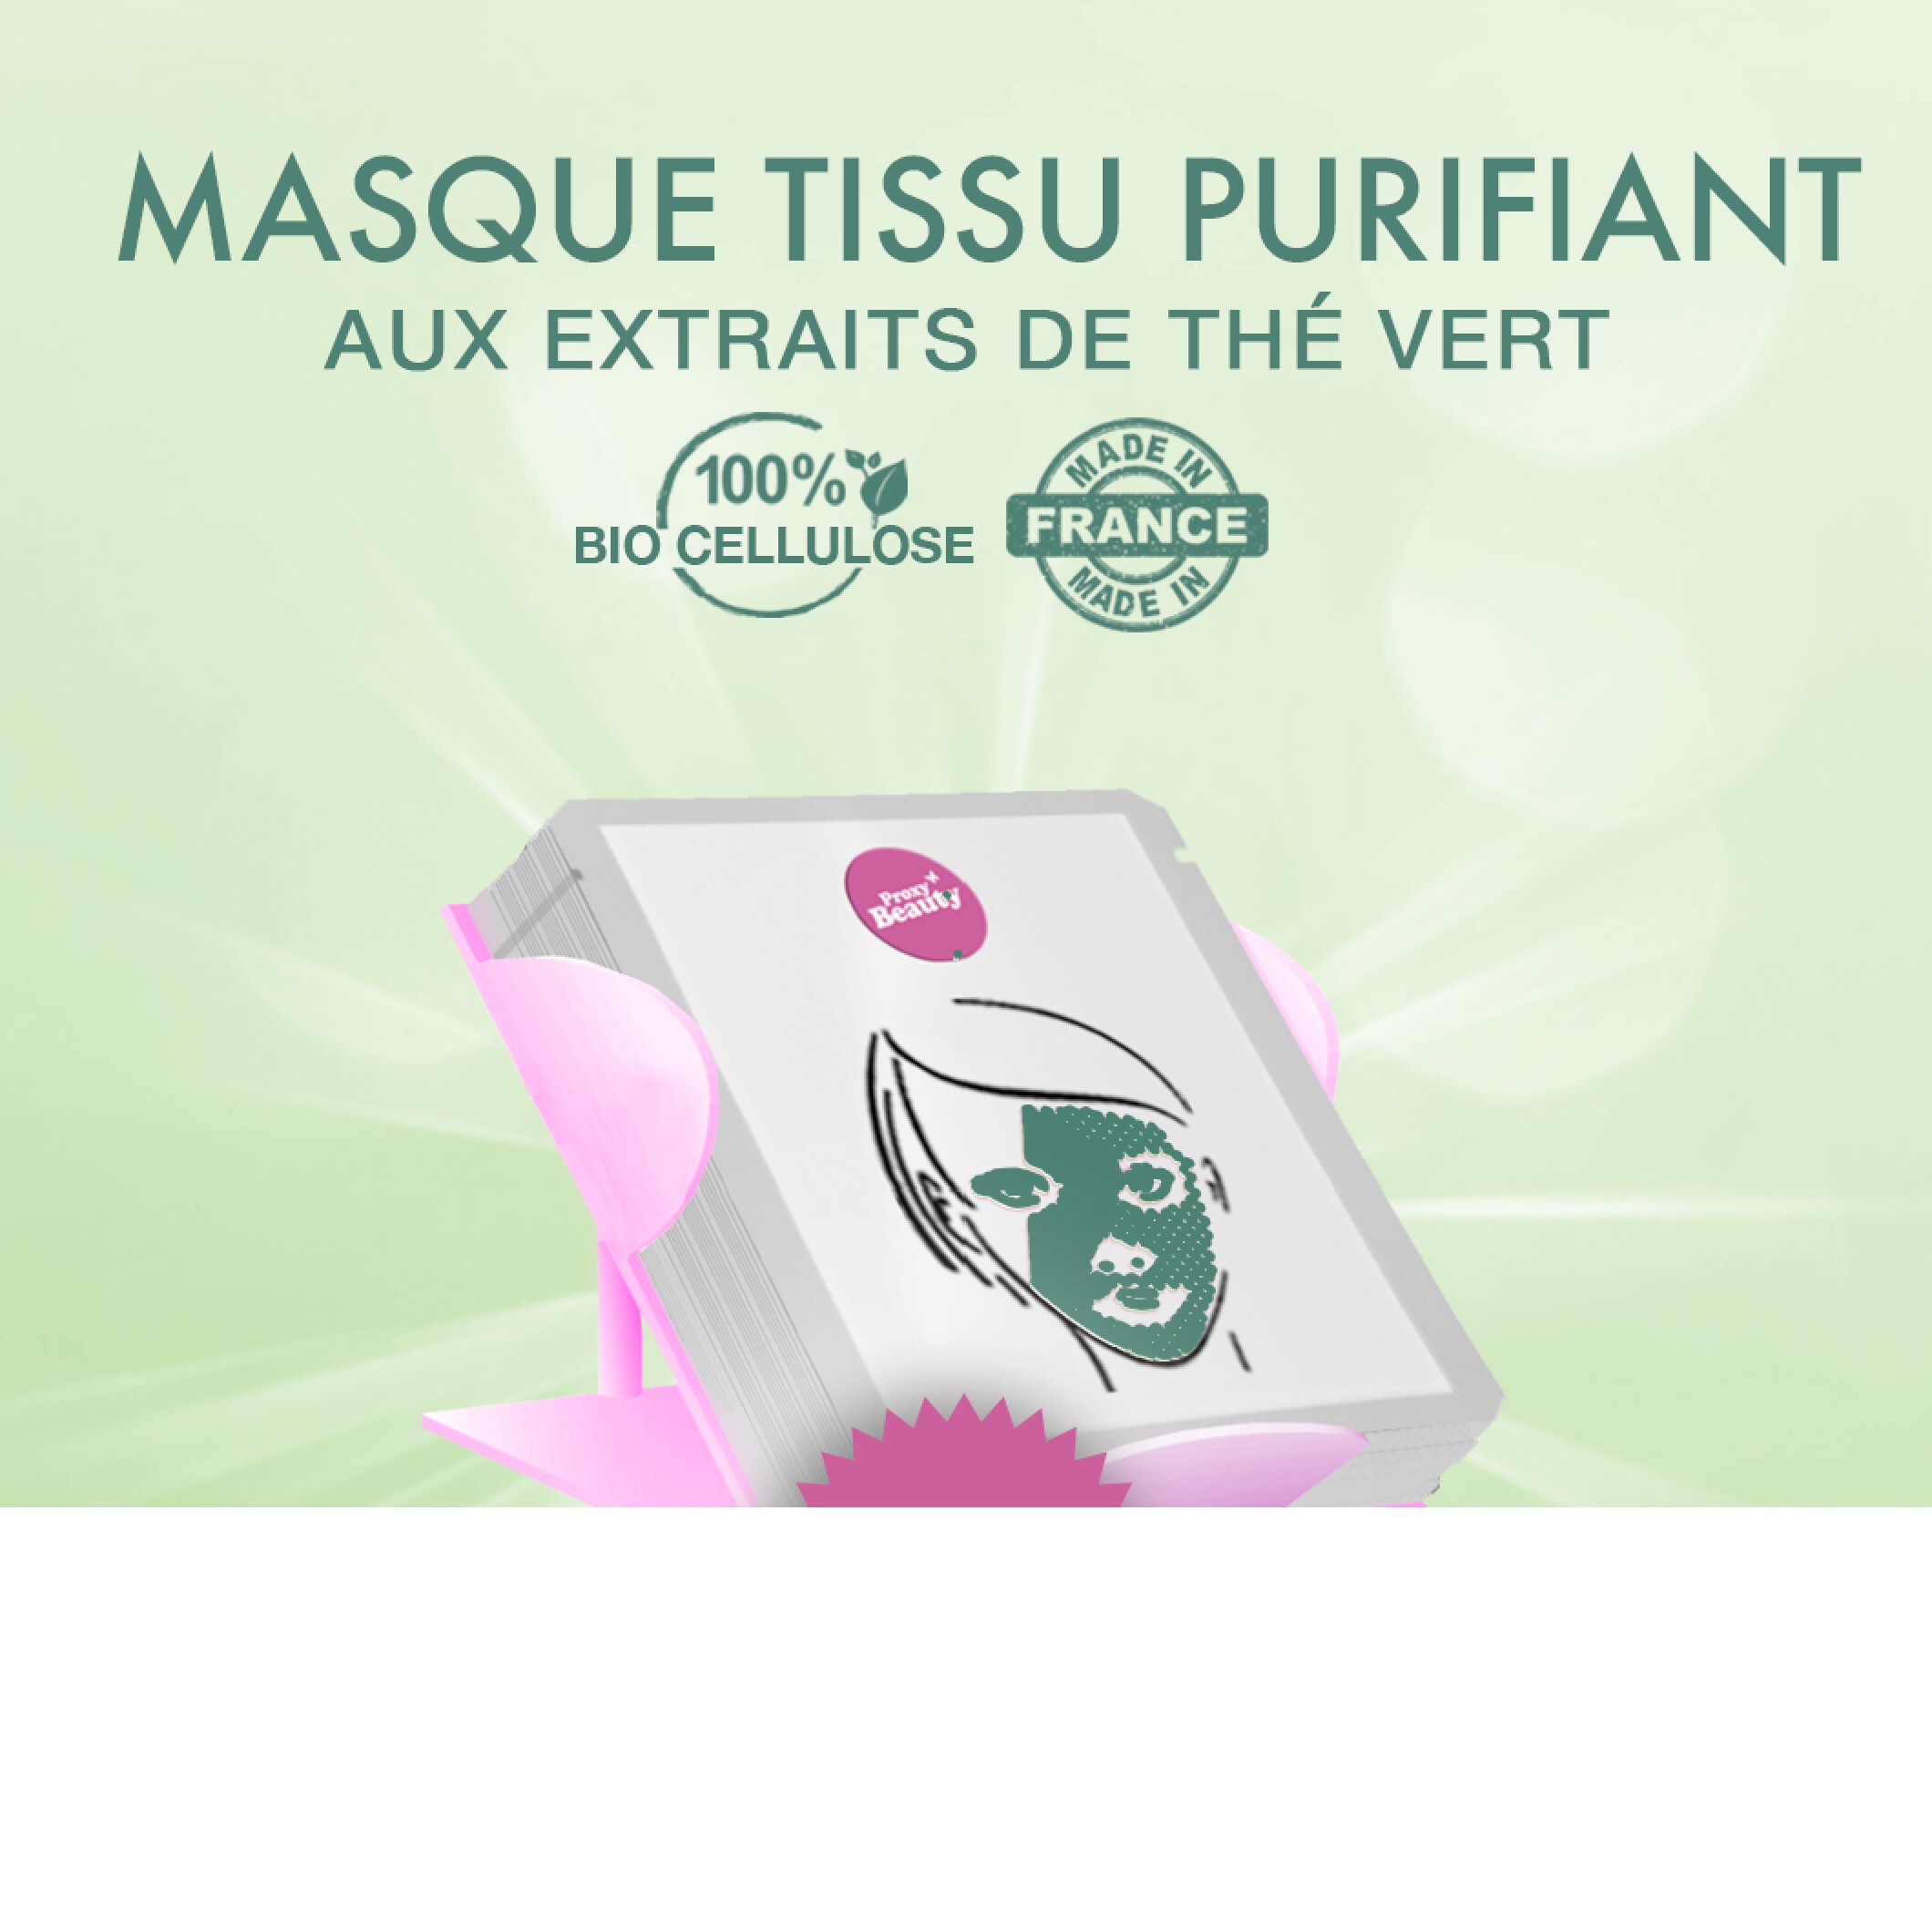 MASQUE TISSU PURIFIANT
AUX EXTRAITS DE THÉ VERT
100%
BIO CELLULOSE
MADE IN
FRANCE
MADE IN
Proxy N
Beauty